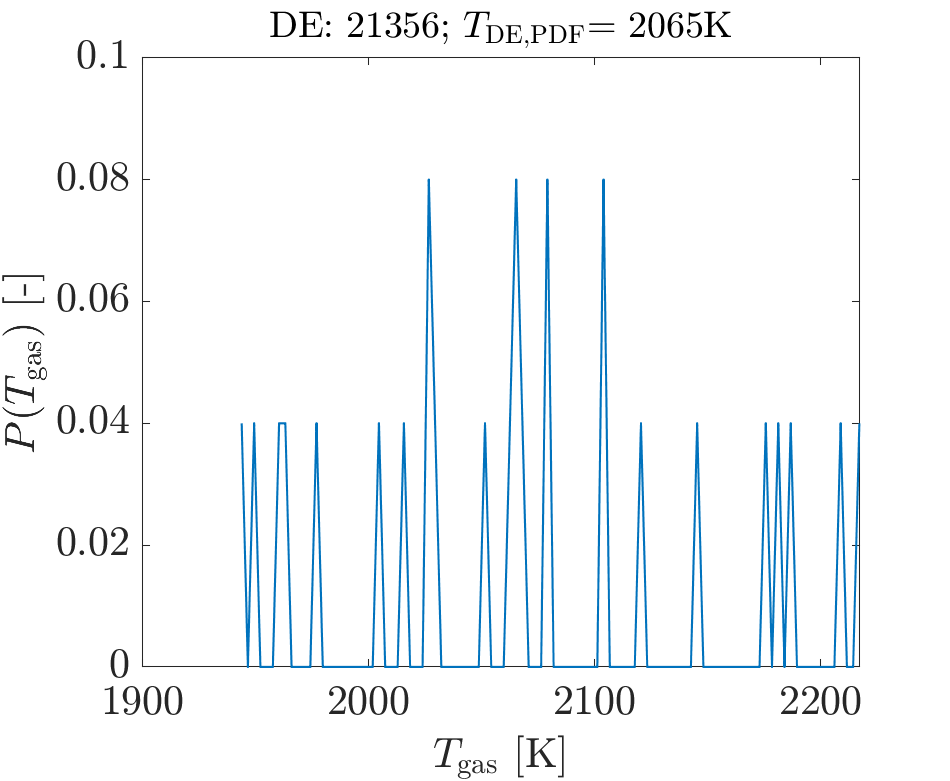 DE: 21356; T_DE,PDF= 2065K
0.1
0.08
0.06
0.04
0.02
0
P(T_gas) [-]
1900 2000 2100 2200
T_gas [K]